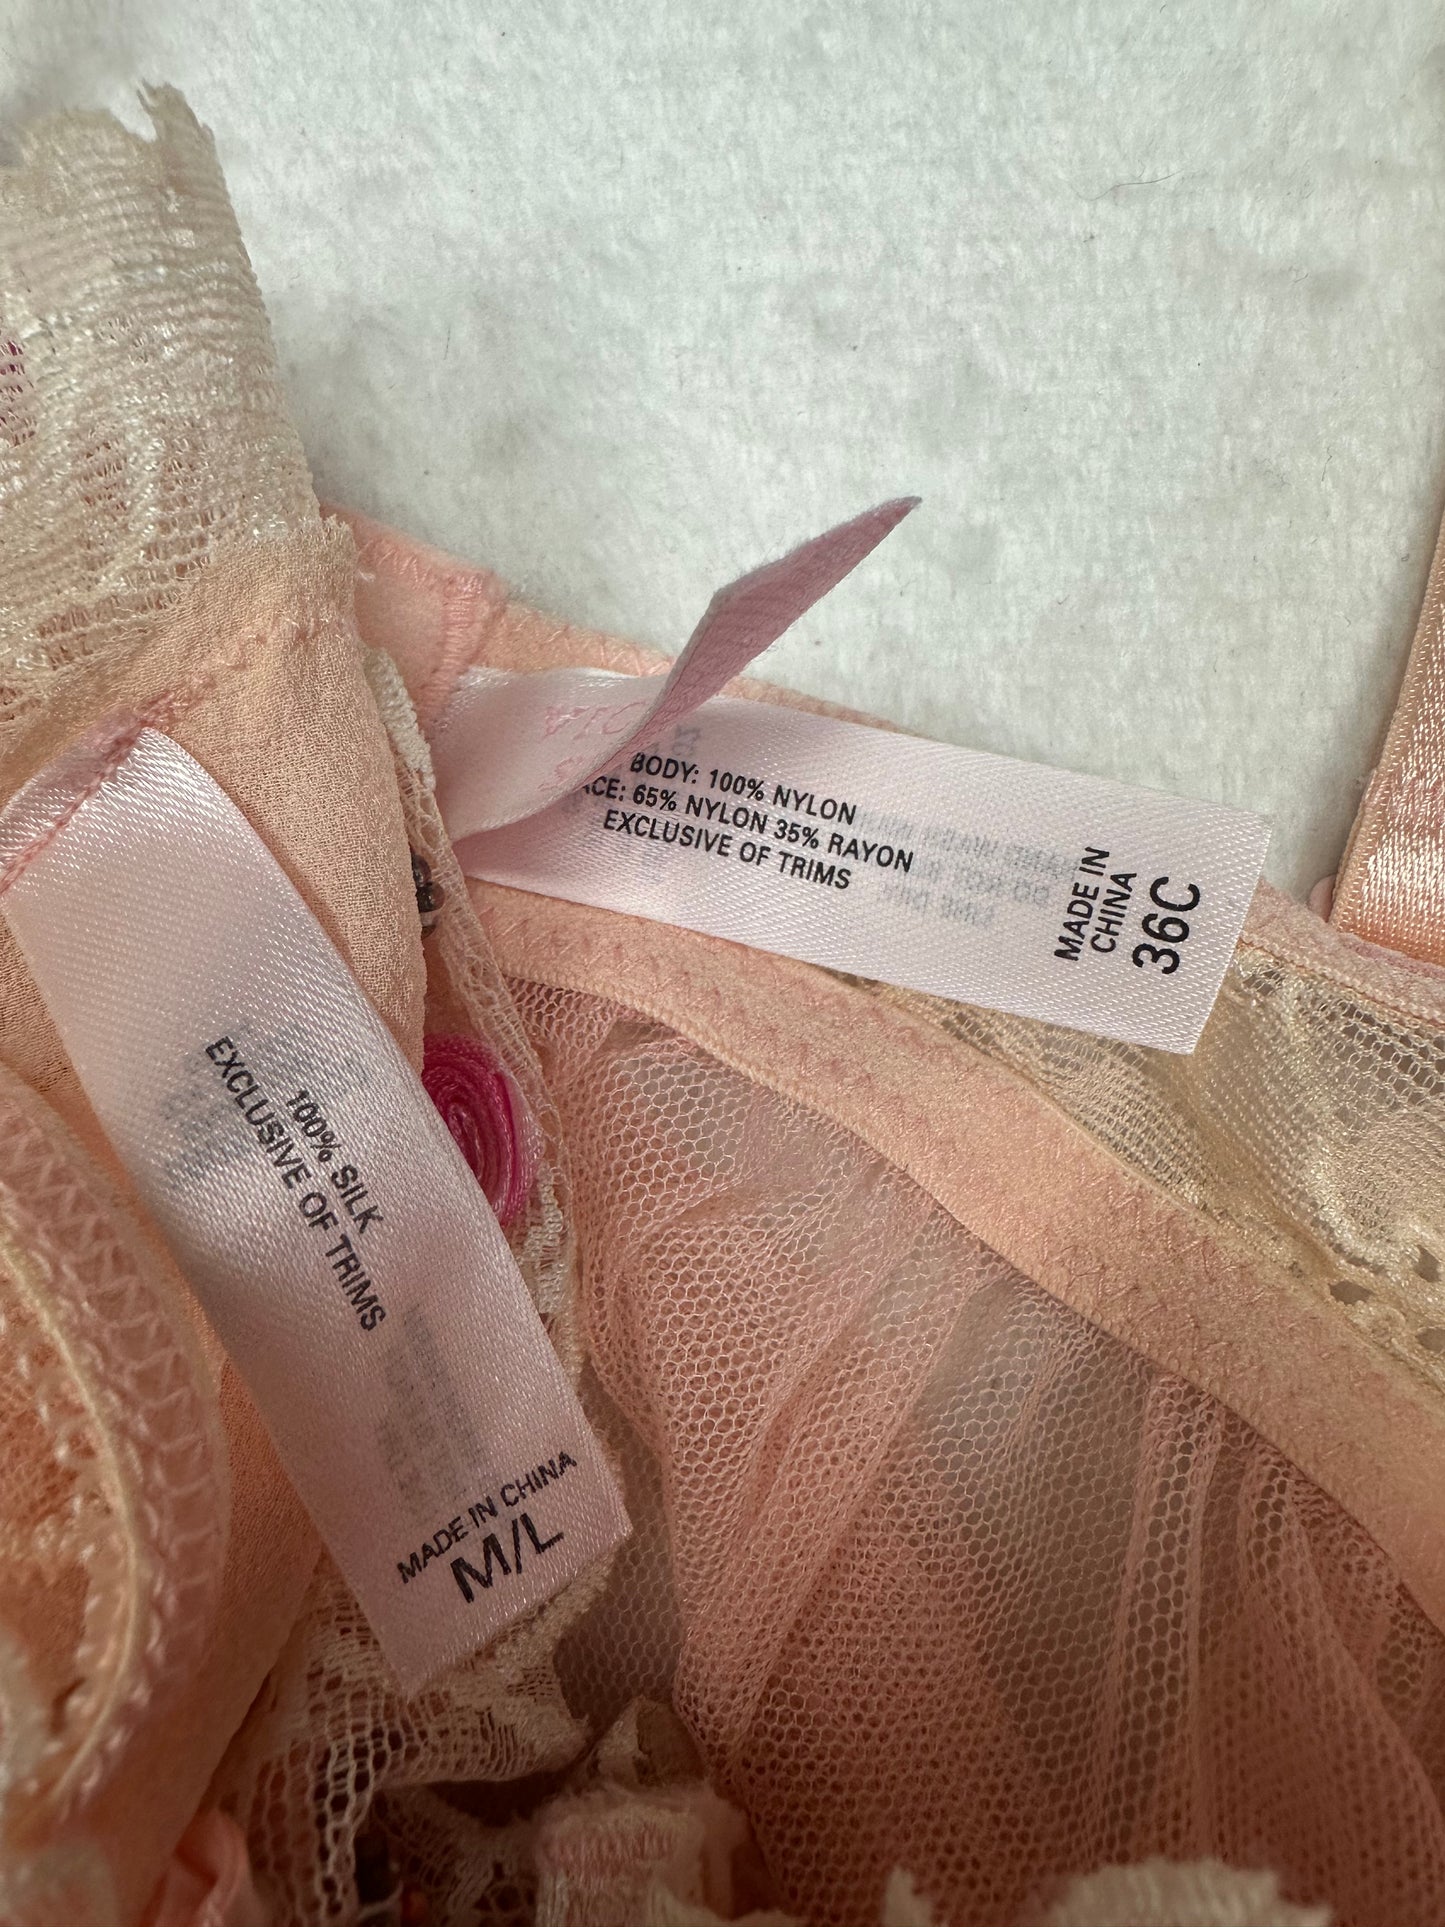 BODY: 100% NYLON
65% NYLON 35% RAYON
EXCLUSIVE OF TRIMS
MADE IN
CHINA
36C
100% SILK
EXCLUSIVE OF TRIMS
MADE IN CHINA
M/L